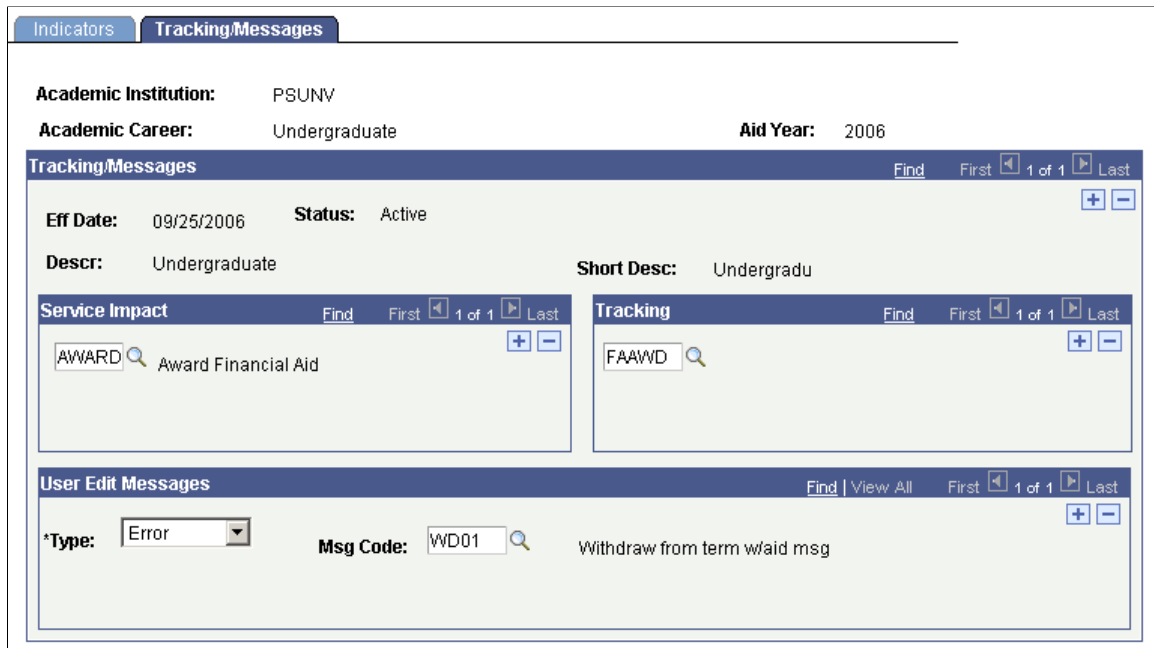 Indicators Tracking/Messages
Academic Institution: PSUNV
Academic Career: Undergraduate Aid Year: 2006
Tracking/Messages Find First 1 of 1 Last
Eff Date: 09/25/2006 Status: Active
Descr: Undergraduate Short Desc: Undergradu
Service Impact Find First 1 of 1 Last
AWARD Award Financial Aid
Tracking Find First 1 of 1 Last
FAAWD
User Edit Messages Find | View All First 1 of 1 Last
*Type: Error Msg Code: WD01 Withdraw from term w/aid msg